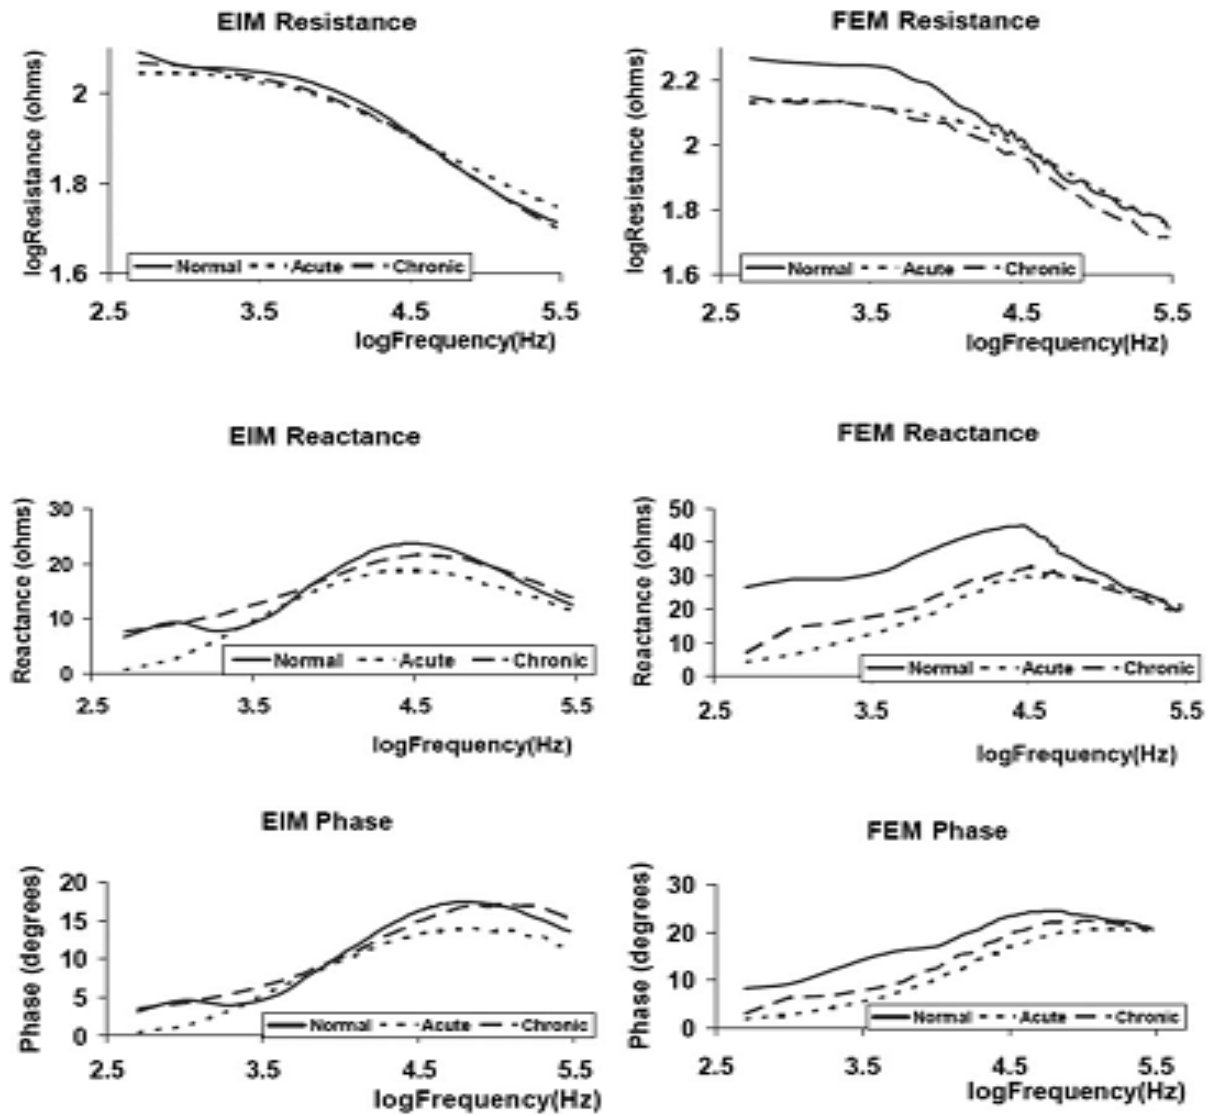 EIM Resistance
logResistance (ohms)
2
1.8
1.6
Normal Acute Chronic
2.5 3.5 4.5 5.5
logFrequency(Hz)
FEM Resistance
logResistance (ohms)
2.2
2
1.8
1.6
Normal Acute Chronic
2.5 3.5 4.5 5.5
logFrequency(Hz)
EIM Reactance
Reactance (ohms)
30
20
10
0
Normal Acute Chronic
2.5 3.5 4.5 5.5
logFrequency(Hz)
FEM Reactance
Reactance (ohms)
50
40
30
20
10
0
Normal Acute Chronic
2.5 3.5 4.5 5.5
logFrequency(Hz)
EIM Phase
Phase (degrees)
20
15
10
5
0
Normal Acute Chronic
2.5 3.5 4.5 5.5
logFrequency(Hz)
FEM Phase
Phase (degrees)
30
20
10
0
Normal Acute Chronic
2.5 3.5 4.5 5.5
logFrequency(Hz)